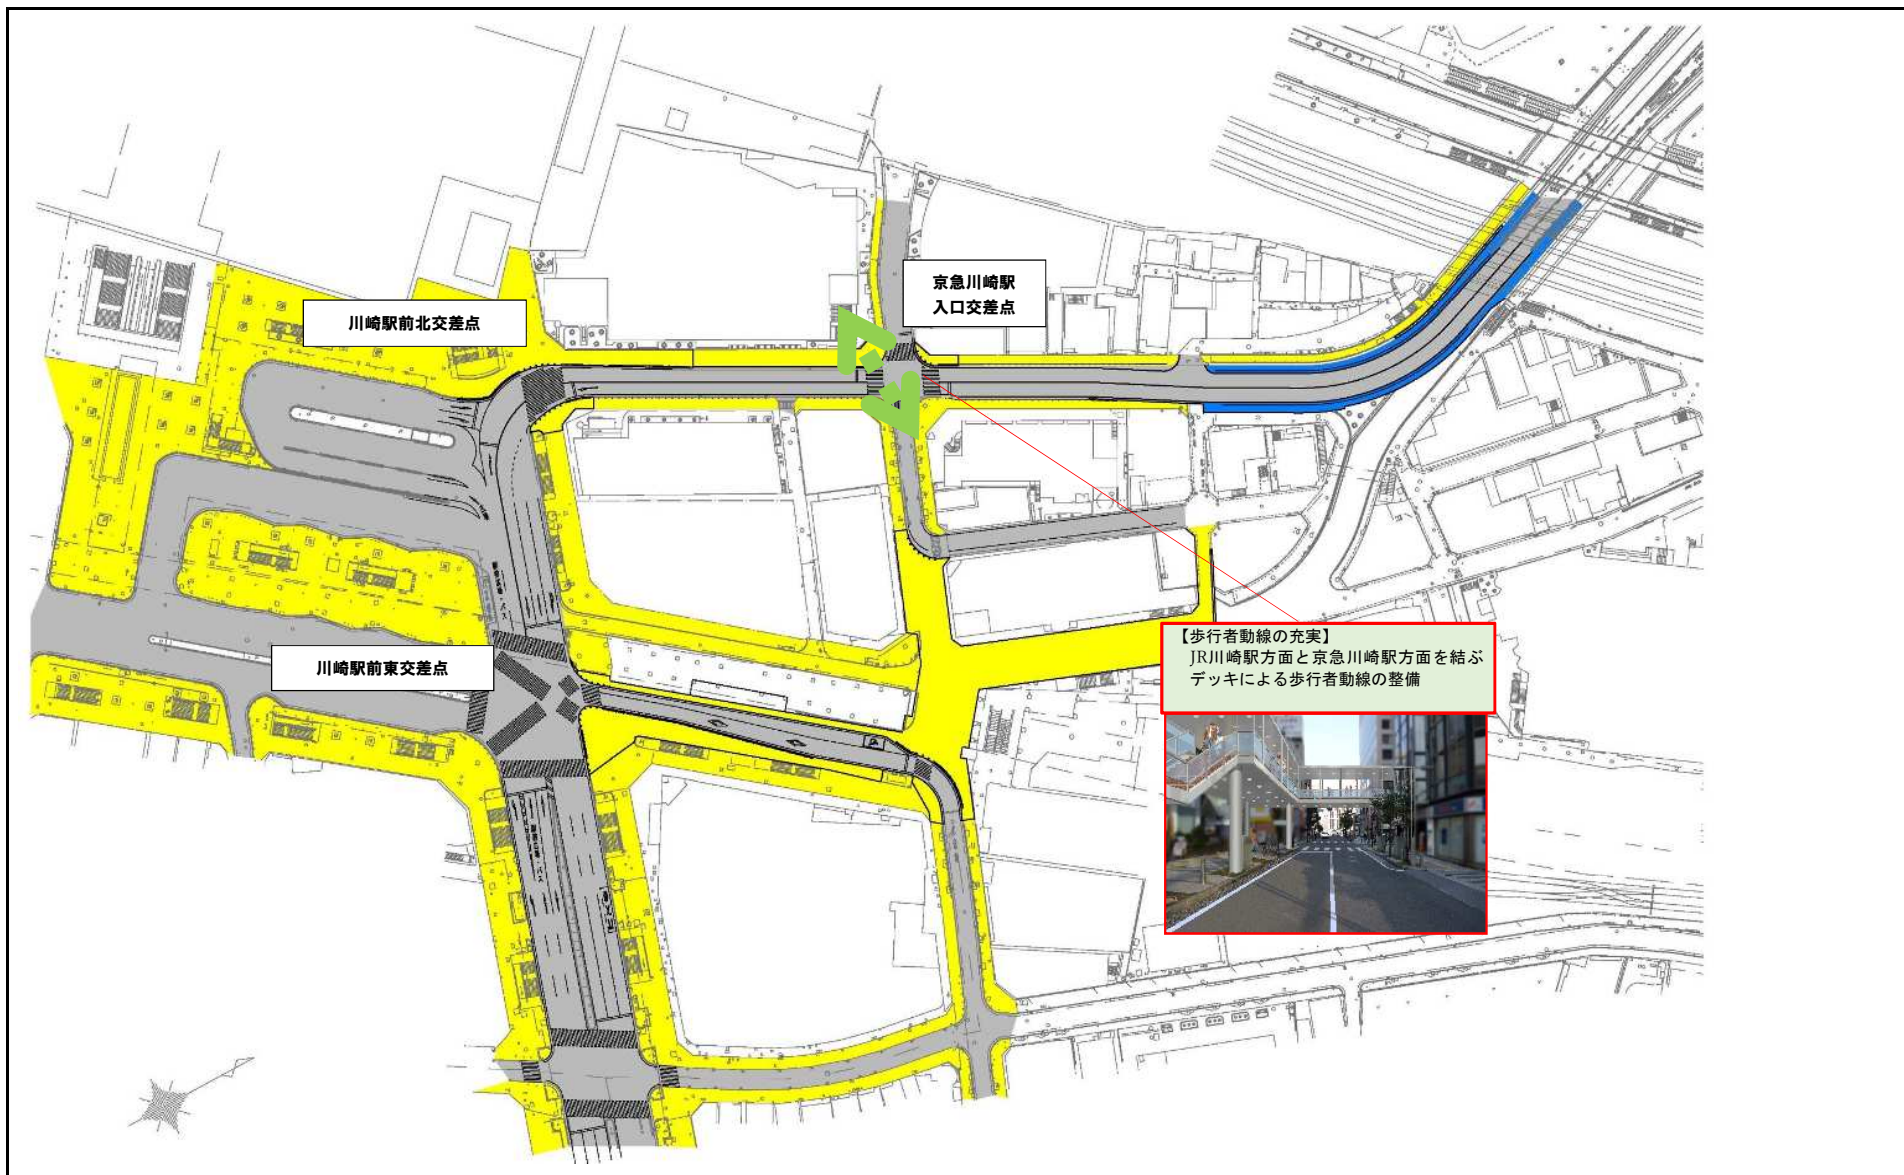 京急川崎駅
入口交差点
川崎駅前北交差点
川崎駅前東交差点
【歩行者動線の充実】
JR川崎駅方面と京急川崎駅方面を結ぶ
デッキによる歩行者動線の整備